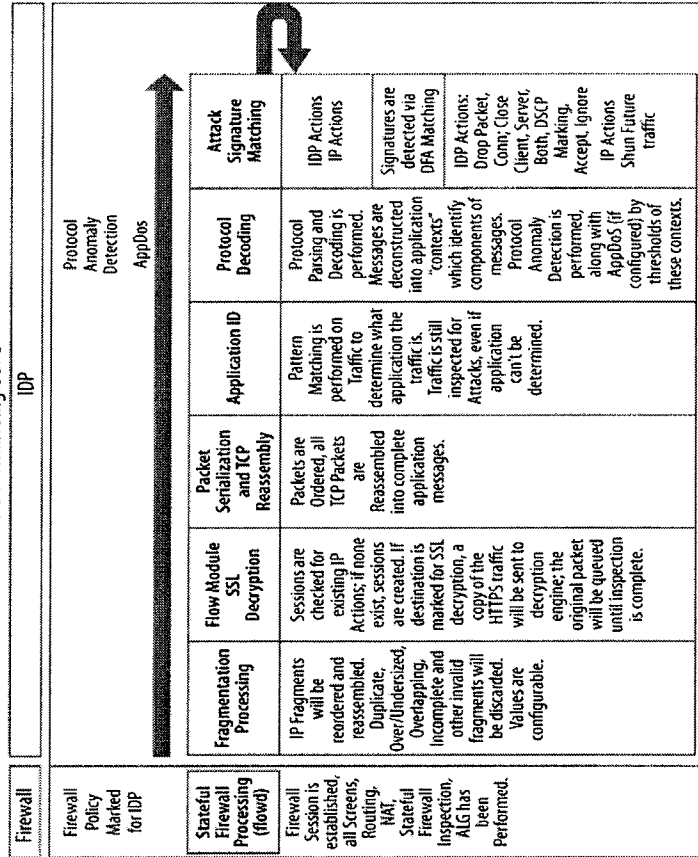 Firewall
IDP
Firewall
Policy
Marked
for IDP
Protocol
Anomaly
Detection
AppDos
Stateful
Firewall
Processing
(flowd)
Fragmentation
Processing
Flow Module
SSL
Decryption
Packet
Serialization
and TCP
Reassembly
Application ID
Protocol
Decoding
Attack
Signature
Matching
Firewall
Session is
established,
all Screens,
Routing,
NAT,
Stateful
Firewall
Inspection,
ALG has
been
Performed.
IP Fragments
will be
reordered and
reassembled.
Duplicate,
Over/Undersized,
Overlapping,
Incomplete and
other invalid
fragments will
be discarded.
Values are
configurable.
Sessions are
checked for
existing IP
Actions; if none
exist, sessions
are created. If
destination is
marked for SSL
decryption, a
copy of the
HTTPS traffic
will be sent to
decryption
engine; the
original packet
will be queued
until inspection
is complete.
Packets are
Ordered, all
TCP Packets
are
Reassembled
into complete
application
messages.
Pattern
Matching is
performed on
Traffic to
determine what
application the
traffic is.
Traffic is still
inspected for
Attacks, even if
application
can't be
determined.
Protocol
Parsing and
Decoding is
performed.
Messages are
deconstructed
into application
"contexts"
which identify
components of
messages.
Protocol
Anomaly
Detection is
performed,
along with
AppDoS (if
configured) by
thresholds of
these contexts.
IDP Actions
IP Actions
Signatures are
detected via
DFA Matching
IDP Actions:
Drop Packet,
Conn; Close
Client, Server,
Both, DSCP
Marking,
Accept, Ignore
IP Actions
Shun Future
traffic